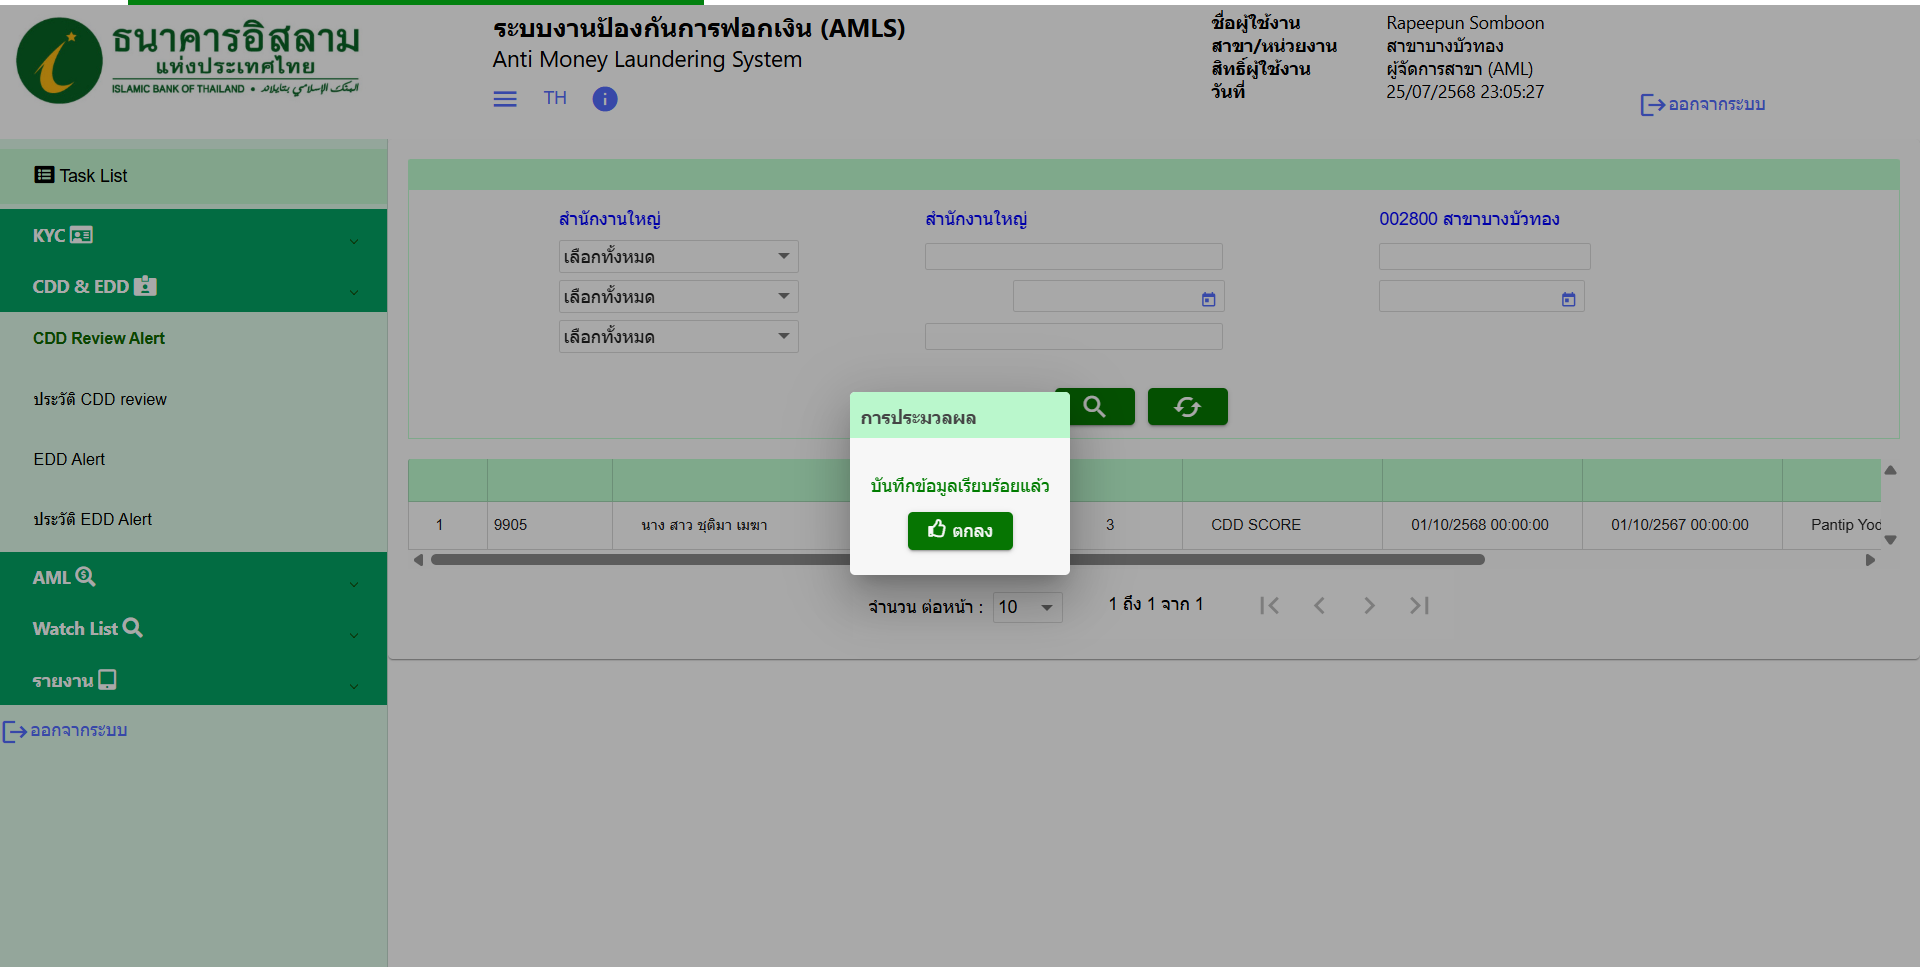 ธนาคารอิสลาม
แห่งประเทศไทย
ISLAMIC BANK OF THAILAND •
ระบบงานป้องกันการฟอกเงิน (AMLS)
Anti Money Laundering System
TH
ชื่อผู้ใช้งาน Rapeepun Somboon
สาขา/หน่วยงาน สาขาบางบัวทอง
สิทธิ์ผู้ใช้งาน ผู้จัดการสาขา (AML)
วันที่ 25/07/2568 23:05:27
ออกจากระบบ
Task List
KYC
CDD & EDD
CDD Review Alert
ประวัติ CDD review
EDD Alert
ประวัติ EDD Alert
AML
Watch List
รายงาน
ออกจากระบบ
สำนักงานใหญ่ สำนักงานใหญ่ 002800 สาขาบางบัวทอง
เลือกทั้งหมด
เลือกทั้งหมด
เลือกทั้งหมด
การประมวลผล
บันทึกข้อมูลเรียบร้อยแล้ว
ตกลง
1 9905 นาง สาว ชุติมา เมฆา 3 CDD SCORE 01/10/2568 00:00:00 01/10/2567 00:00:00 Pantip Yod
จำนวน ต่อหน้า : 10 1 ถึง 1 จาก 1